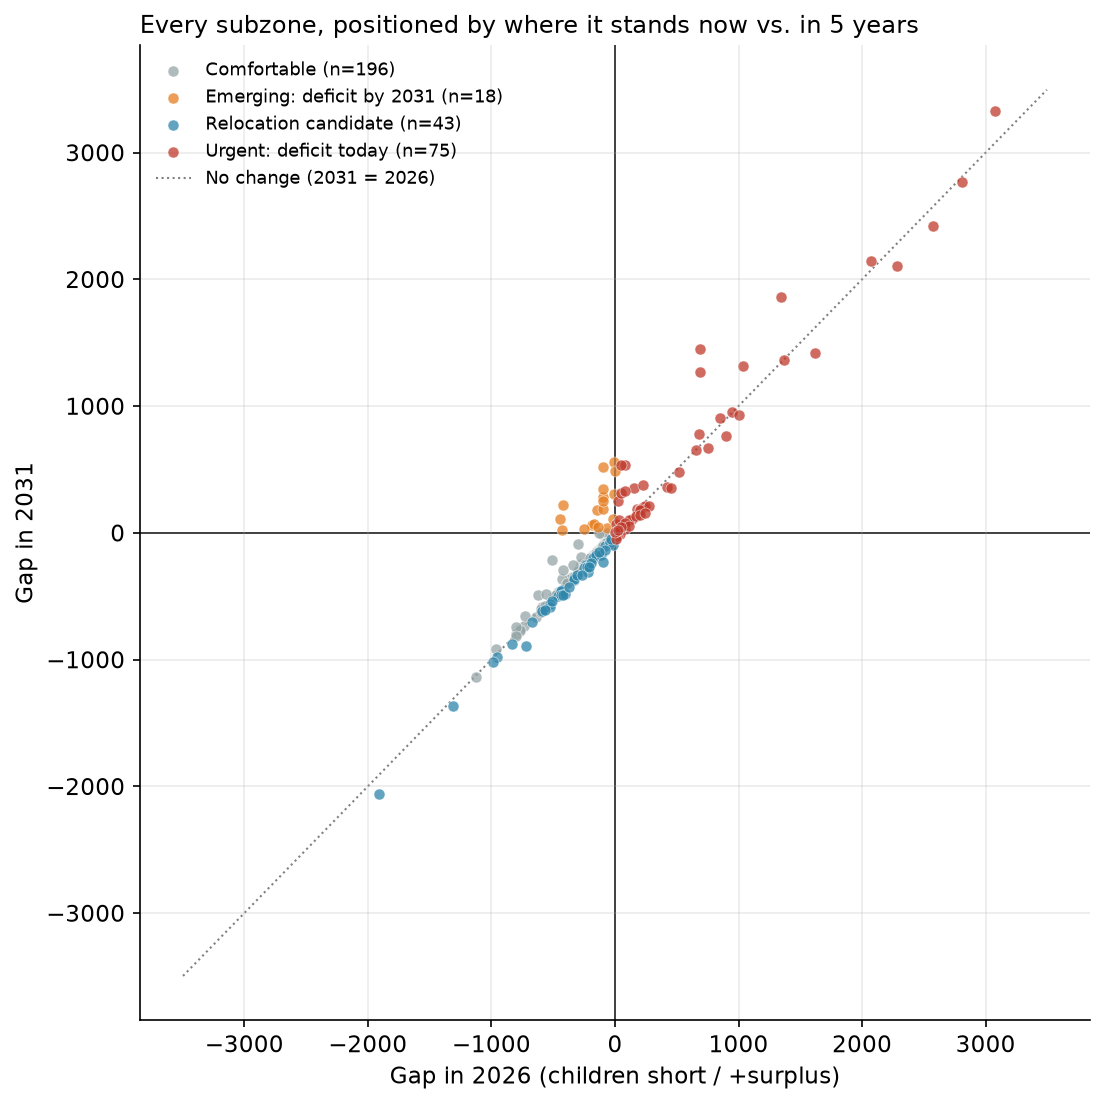 Every subzone, positioned by where it stands now vs. in 5 years
Comfortable (n=196)
Emerging: deficit by 2031 (n=18)
Relocation candidate (n=43)
Urgent: deficit today (n=75)
No change (2031 = 2026)
Gap in 2031
3000
2000
1000
0
−1000
−2000
−3000
−3000 −2000 −1000 0 1000 2000 3000
Gap in 2026 (children short / +surplus)